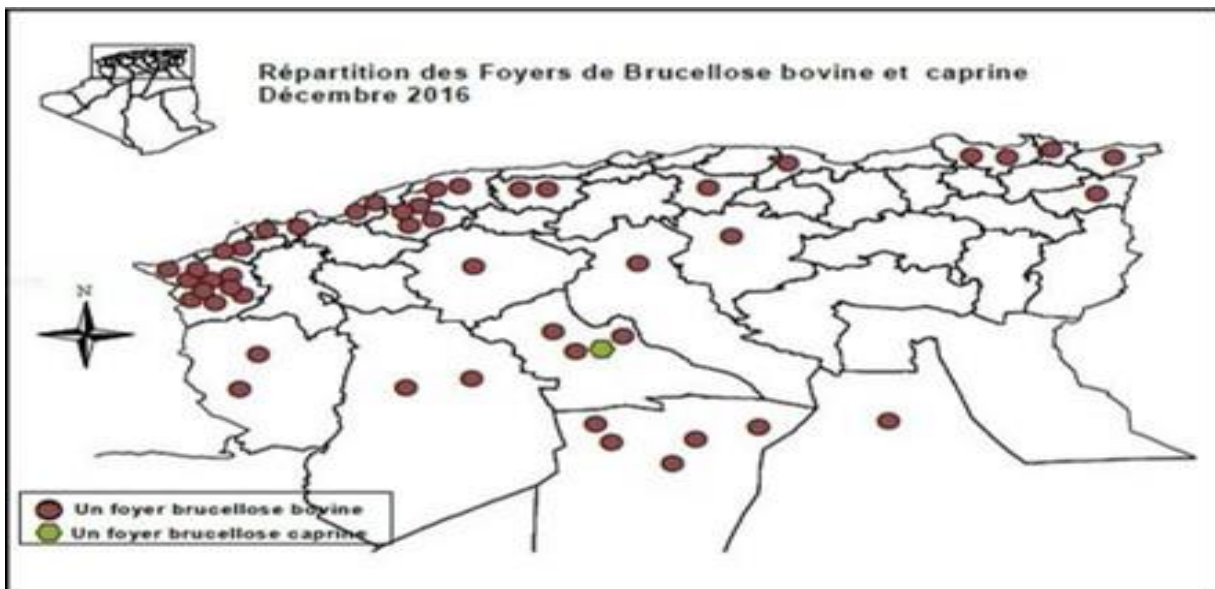 Répartition des Foyers de Brucellose bovine et caprine
Décembre 2016
N
Un foyer brucellose bovine
Un foyer brucellose caprine